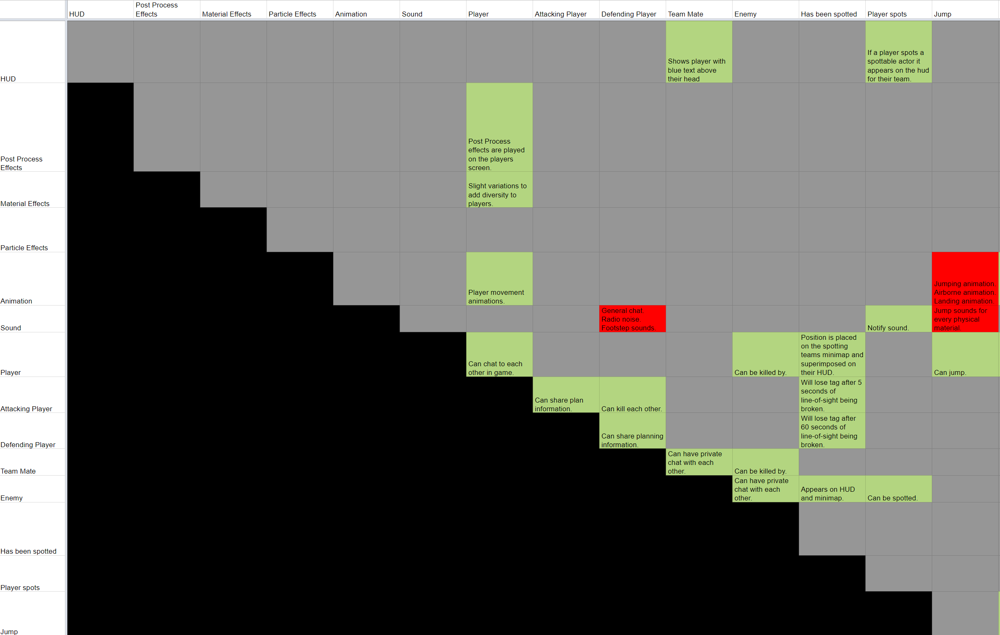 HUD
Post Process
Effects
Material Effects
Particle Effects
Animation
Sound
Player
Attacking Player
Defending Player
Team Mate
Enemy
Has been spotted
Player spots
Jump
HUD
Shows player with
blue text above
their head
If a player spots a
spottable actor it
appears on the hud
for their team.
Post Process
Effects
Post Process
effects are played
on the players
screen.
Material Effects
Slight variations to
add diversity to
players.
Particle Effects
Animation
Player movement
animations.
Jumping animation.
Airborne animation.
Landing animation.
Sound
General chat.
Radio noise.
Footstep sounds.
Notify sound.
Jump sounds for
every physical
material.
Player
Can chat to each
other in game.
Can be killed by.
Position is placed
on the spotting
teams minimap and
superimposed on
their HUD.
Can jump.
Attacking Player
Can share plan
information.
Can kill each other.
Will lose tag after 5
seconds of
line-of-sight being
broken.
Defending Player
Can share planning
information.
Will lose tag after
60 seconds of
line-of-sight being
broken.
Team Mate
Can have private
chat with each
other.
Can be killed by.
Enemy
Can have private
chat with each
other.
Appears on HUD
and minimap.
Can be spotted.
Has been spotted
Player spots
Jump